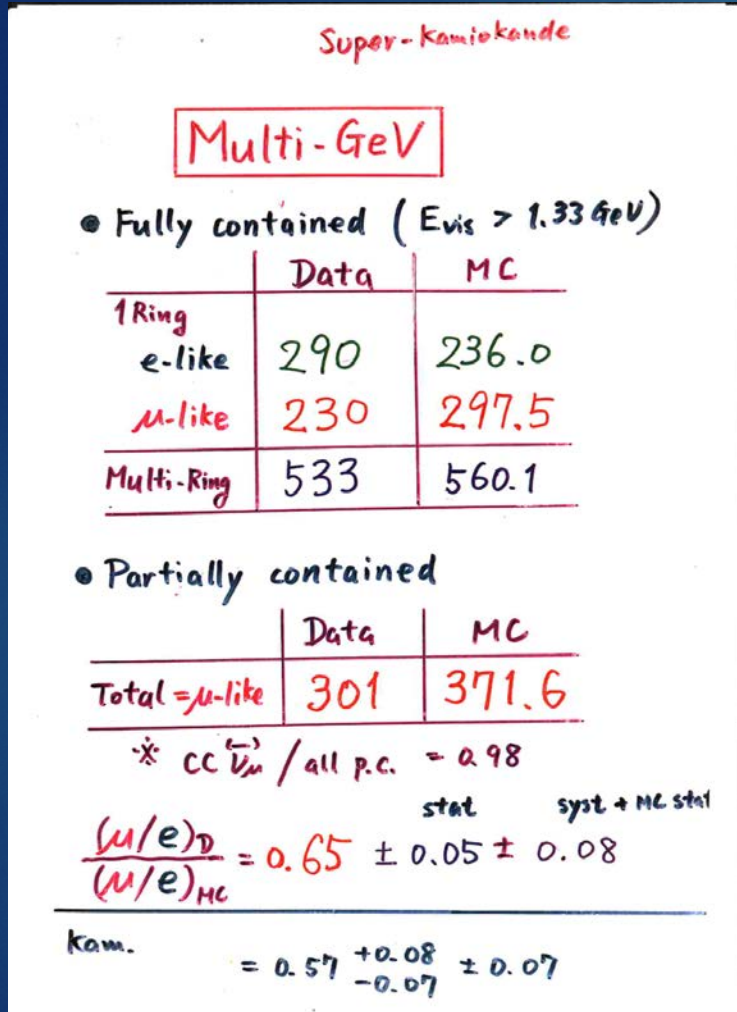 Super-Kamiokande
Multi-GeV
• Fully contained (Evis > 1.33 GeV)
Data MC
1 Ring
e-like 290 236.0
μ-like 230 297.5
Multi-Ring 533 560.1
• Partially contained
Data MC
Total = μ-like 301 371.6
※ CC ν̄μ(–) / all p.c. = 0.98
stat syst + MC stat
(μ/e)D / (μ/e)MC = 0.65 ± 0.05 ± 0.08
Kam. = 0.57 +0.08 −0.07 ± 0.07